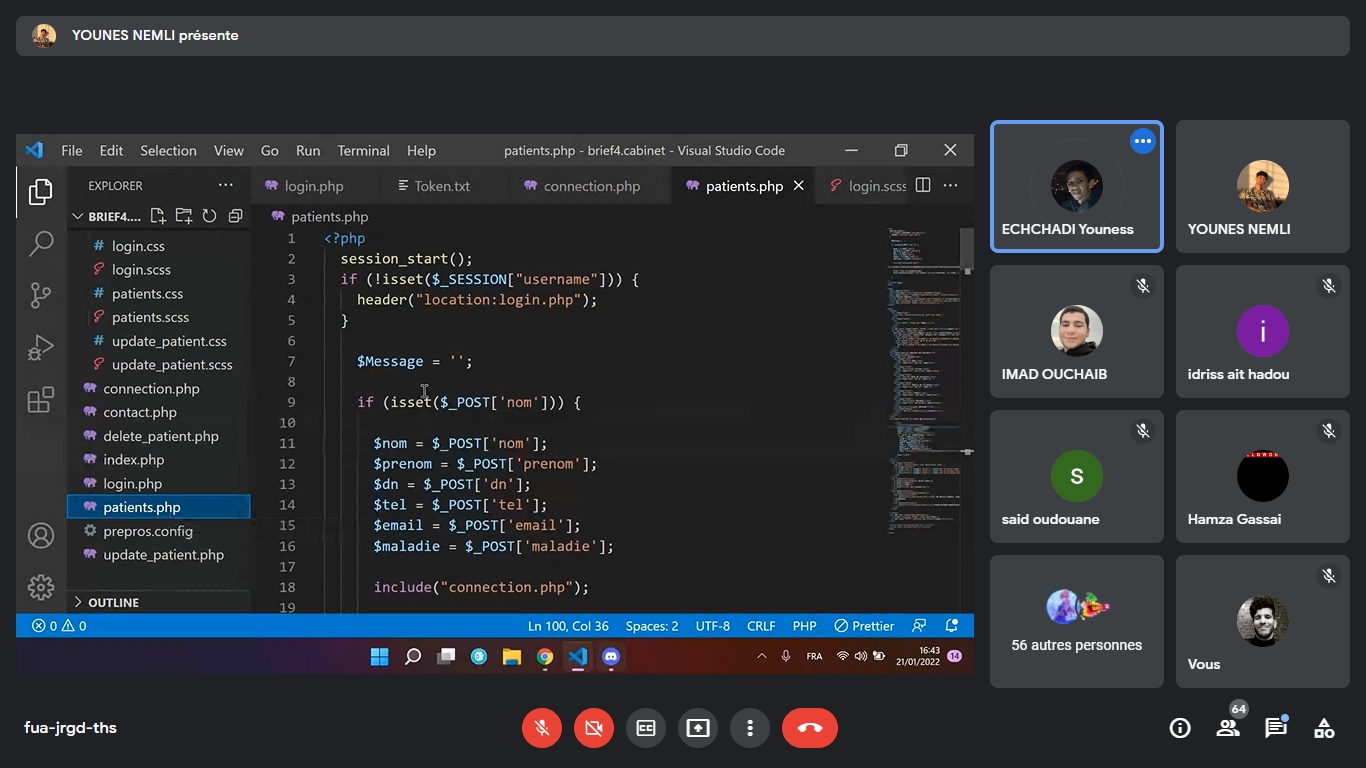 YOUNES NEMLI présente
File Edit Selection View Go Run Terminal Help
patients.php - brief4.cabinet - Visual Studio Code
EXPLORER
login.php
Token.txt
connection.php
patients.php
login.scss
BRIEF4....
patients.php
login.css
login.scss
patients.css
patients.scss
update_patient.css
update_patient.scss
connection.php
contact.php
delete_patient.php
index.php
login.php
patients.php
prepros.config
update_patient.php
OUTLINE
1 <?php
2 session_start();
3 if (!isset($_SESSION["username"])) {
4 header("location:login.php");
5 }
6
7 $Message = '';
8
9 if (isset($_POST['nom'])) {
10
11 $nom = $_POST['nom'];
12 $prenom = $_POST['prenom'];
13 $dn = $_POST['dn'];
14 $tel = $_POST['tel'];
15 $email = $_POST['email'];
16 $maladie = $_POST['maladie'];
17
18 include("connection.php");
19
0 0 Ln 100, Col 36 Spaces: 2 UTF-8 CRLF PHP Prettier
FRA
16:43
21/01/2022
14
ECHCHADI Youness
YOUNES NEMLI
IMAD OUCHAIB
i
idriss ait hadou
S
said oudouane
Hamza Gassai
56 autres personnes
Vous
fua-jrgd-ths
64